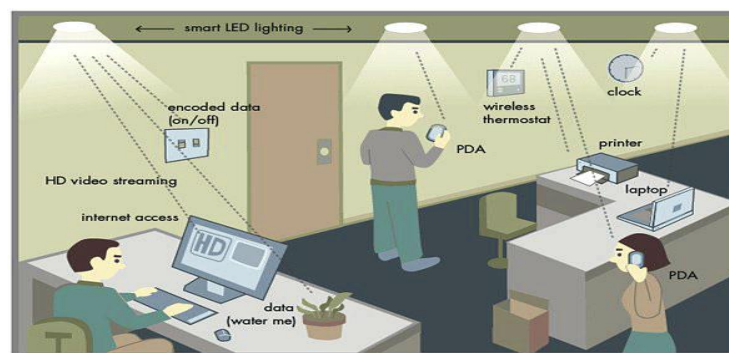 smart LED lighting
encoded data
(on/off)
68
wireless
thermostat
clock
PDA
printer
HD video streaming
laptop
internet access
HD
PDA
data
(water me)